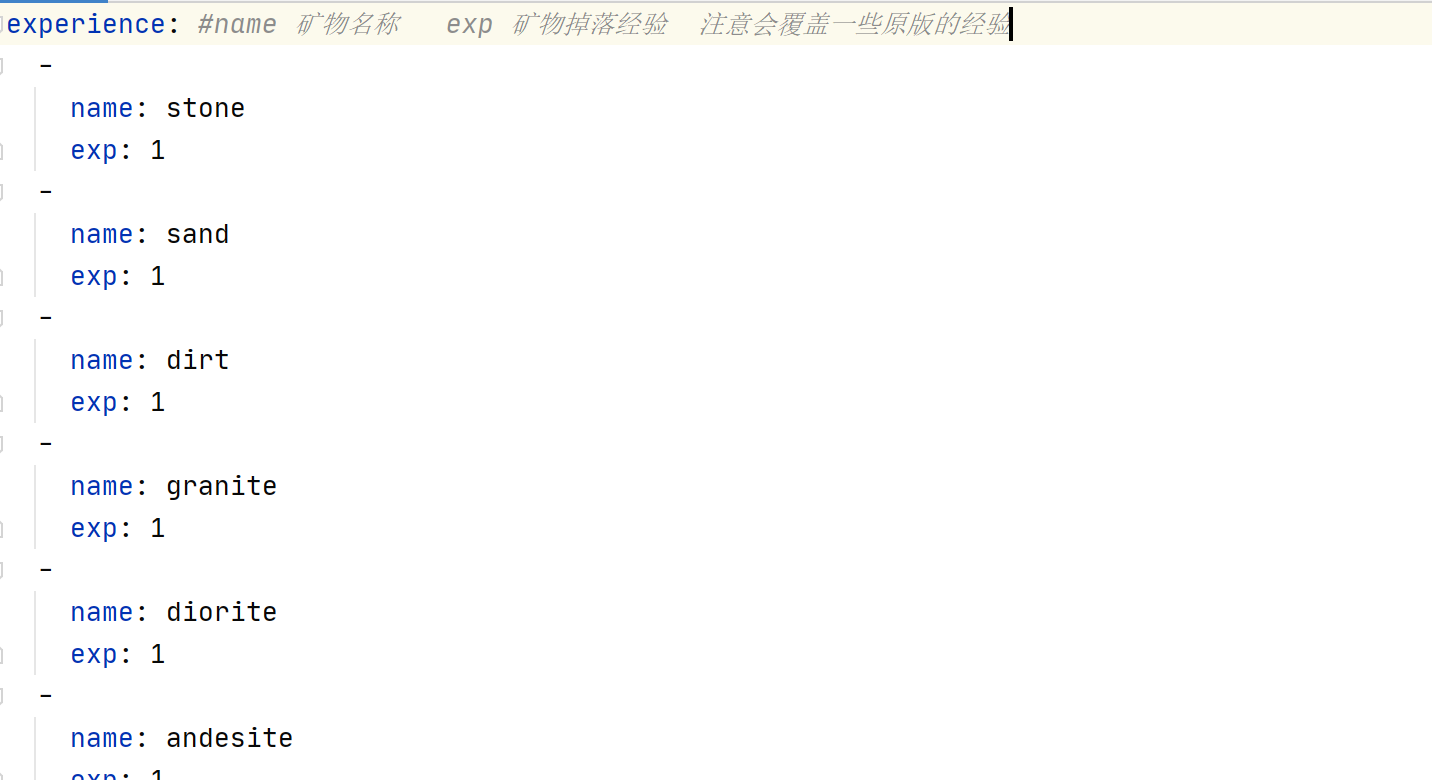 experience: #name 矿物名称 exp 矿物掉落经验 注意会覆盖一些原版的经验
-
name: stone
exp: 1
-
name: sand
exp: 1
-
name: dirt
exp: 1
-
name: granite
exp: 1
-
name: diorite
exp: 1
-
name: andesite
exp: 1